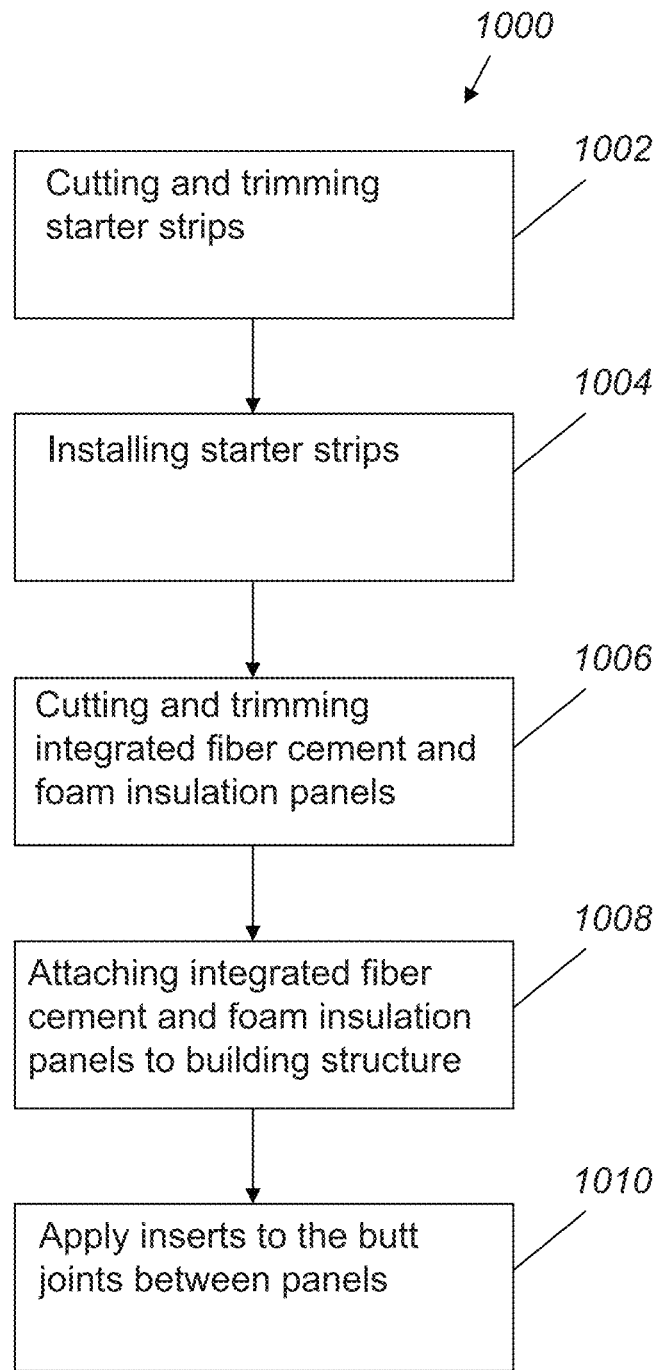 1000
1002
Cutting and trimming
starter strips
1004
Installing starter strips
1006
Cutting and trimming
integrated fiber cement and
foam insulation panels
1008
Attaching integrated fiber
cement and foam insulation
panels to building structure
1010
Apply inserts to the butt
joints between panels